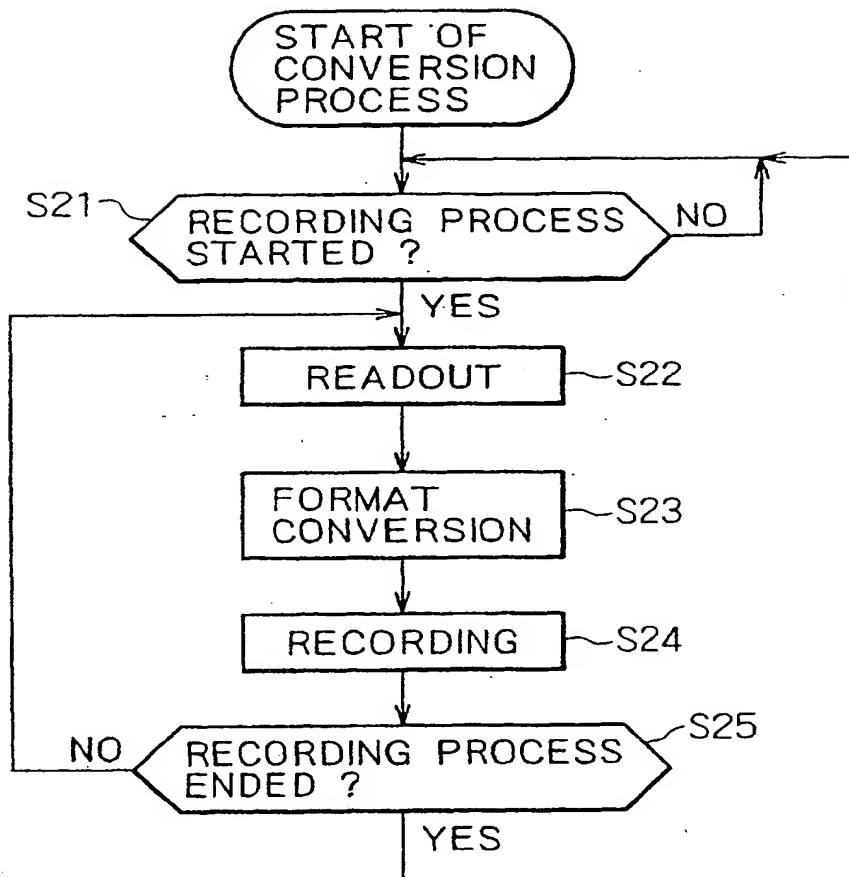 START OF
CONVERSION
PROCESS
S21
RECORDING PROCESS
STARTED ?
NO
YES
READOUT
S22
FORMAT
CONVERSION
S23
RECORDING
S24
S25
NO
RECORDING PROCESS
ENDED ?
YES